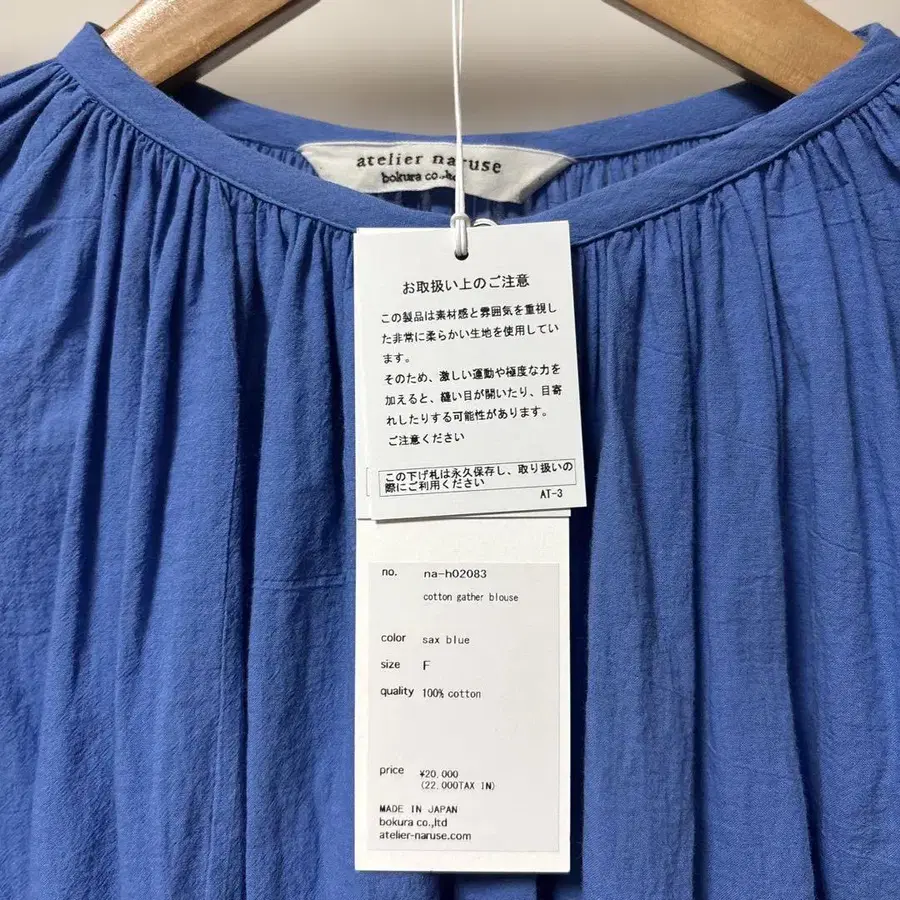 atelier naruse
bokura co.,
お取扱い上のご注意
この製品は素材感と雰囲気を重視し
た非常に柔らかい生地を使用してい
ます。
そのため、激しい運動や極度な力を
加えると、縫い目が開いたり、目寄
れしたりする可能性があります。
ご注意ください
この下げ札は永久保存し、取り扱いの
際にご利用ください
AT-3
no. na-h02083
cotton gather blouse
color sax blue
size F
quality 100% cotton
price ¥20,000
(22,000TAX IN)
MADE IN JAPAN
bokura co.,ltd
atelier-naruse.com